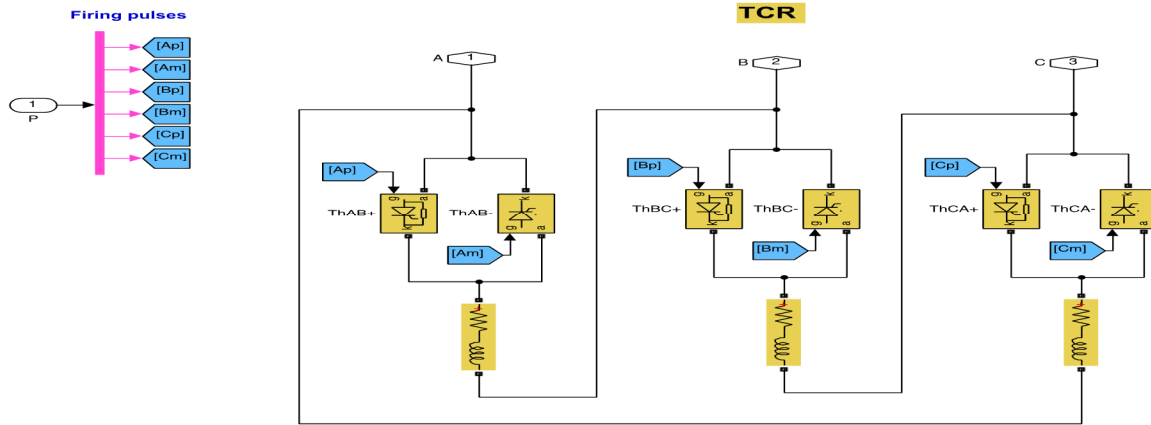 Firing pulses
TCR
[Ap]
[Am]
[Bp]
[Bm]
[Cp]
[Cm]
1
P
A
1
B
2
C
3
[Ap]
g
a
k
ThAB+
ThAB-
k
g
a
[Am]
[Bp]
g
a
k
ThBC+
ThBC-
k
g
a
[Bm]
[Cp]
g
a
k
ThCA+
ThCA-
k
g
a
[Cm]